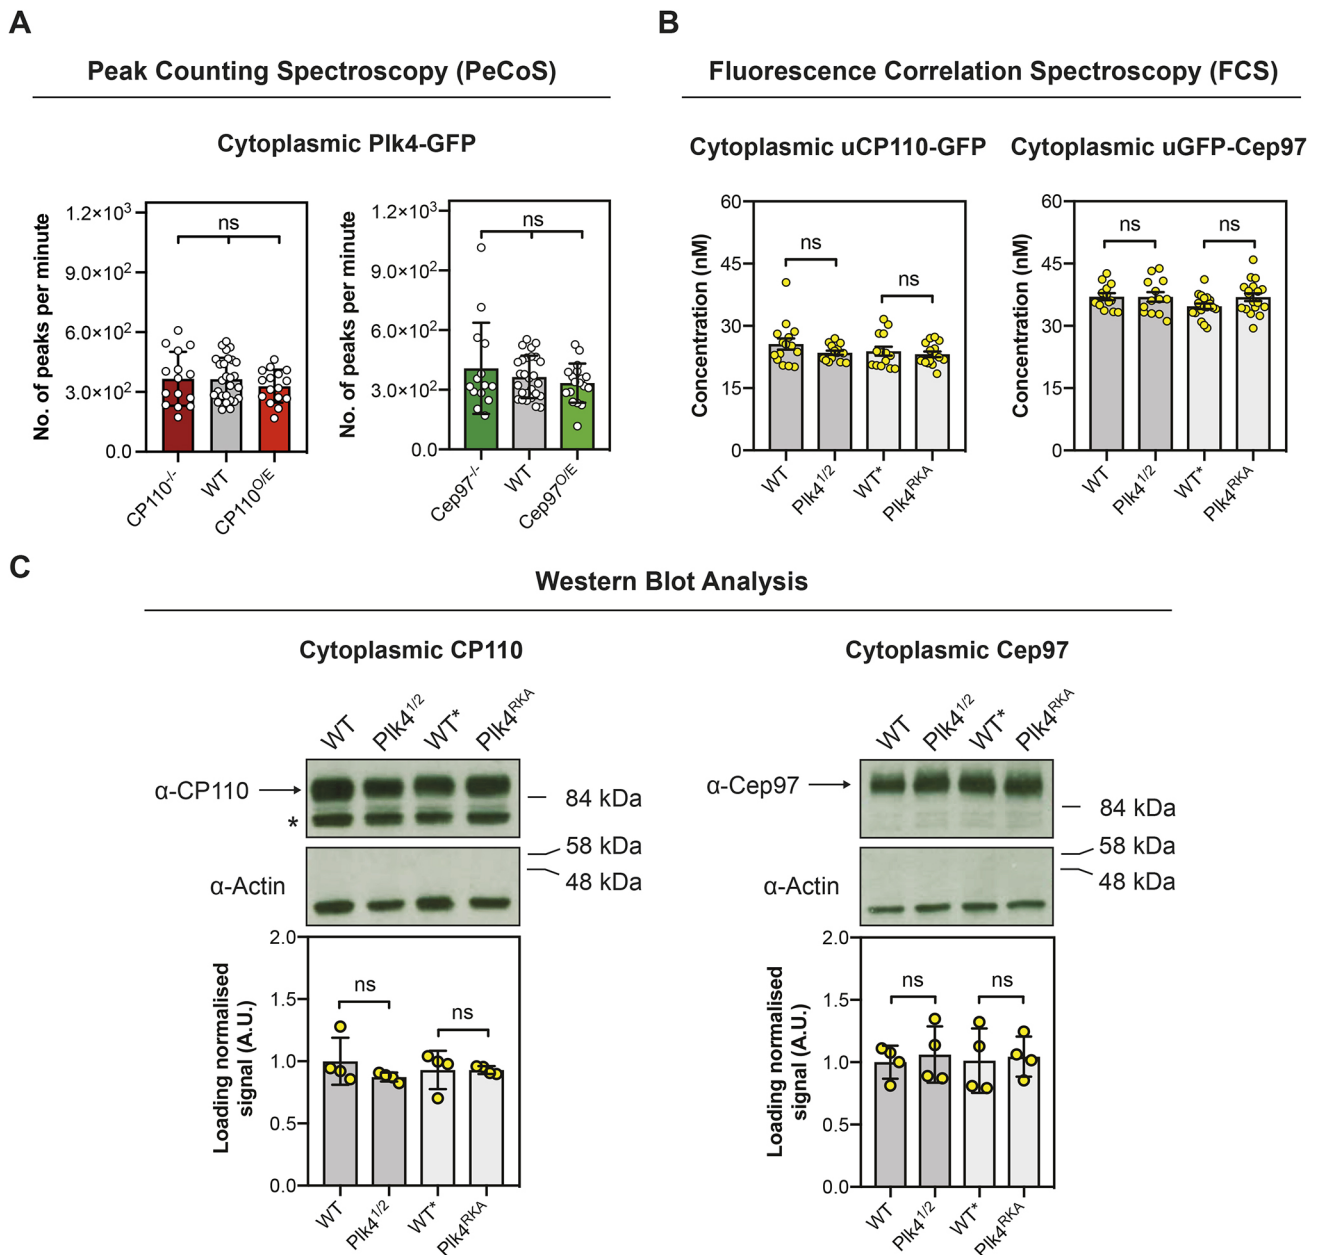 A
Peak Counting Spectroscopy (PeCoS)
Cytoplasmic Plk4-GFP
No. of peaks per minute
1.2×10³
9.0×10²
6.0×10²
3.0×10²
0.0
ns
CP110⁻/⁻
WT
CP110ᴼ/ᴱ
No. of peaks per minute
1.2×10³
9.0×10²
6.0×10²
3.0×10²
0.0
ns
Cep97⁻/⁻
WT
Cep97ᴼ/ᴱ
B
Fluorescence Correlation Spectroscopy (FCS)
Cytoplasmic uCP110-GFP
Concentration (nM)
60
45
30
15
0
ns
ns
WT
Plk4¹/²
WT*
Plk4ᴿᴷᴬ
Cytoplasmic uGFP-Cep97
Concentration (nM)
60
45
30
15
0
ns
ns
WT
Plk4¹/²
WT*
Plk4ᴿᴷᴬ
C
Western Blot Analysis
Cytoplasmic CP110
WT
Plk4¹/²
WT*
Plk4ᴿᴷᴬ
α-CP110
*
84 kDa
58 kDa
48 kDa
α-Actin
Loading normalised
signal (A.U.)
2.0
1.5
1.0
0.5
0.0
ns
ns
WT
Plk4¹/²
WT*
Plk4ᴿᴷᴬ
Cytoplasmic Cep97
WT
Plk4¹/²
WT*
Plk4ᴿᴷᴬ
α-Cep97
84 kDa
58 kDa
48 kDa
α-Actin
Loading normalised
signal (A.U.)
2.0
1.5
1.0
0.5
0.0
ns
ns
WT
Plk4¹/²
WT*
Plk4ᴿᴷᴬ